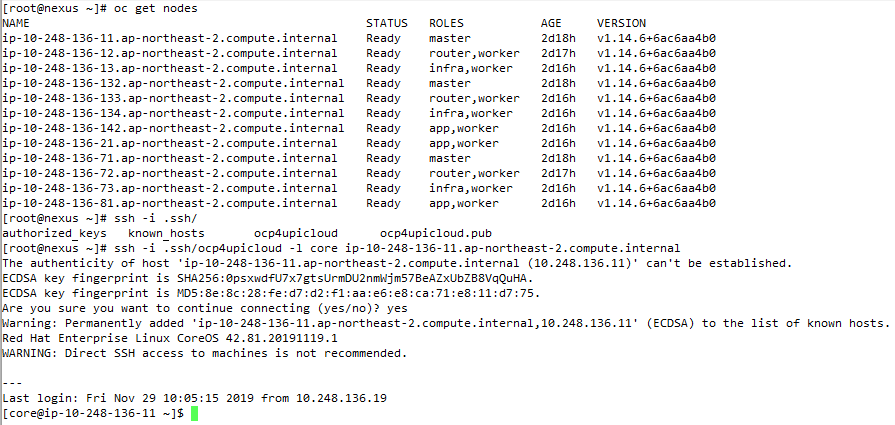 [root@nexus ~]# oc get nodes
NAME STATUS ROLES AGE VERSION
ip-10-248-136-11.ap-northeast-2.compute.internal Ready master 2d18h v1.14.6+6ac6aa4b0
ip-10-248-136-12.ap-northeast-2.compute.internal Ready router,worker 2d17h v1.14.6+6ac6aa4b0
ip-10-248-136-13.ap-northeast-2.compute.internal Ready infra,worker 2d16h v1.14.6+6ac6aa4b0
ip-10-248-136-132.ap-northeast-2.compute.internal Ready master 2d18h v1.14.6+6ac6aa4b0
ip-10-248-136-133.ap-northeast-2.compute.internal Ready router,worker 2d16h v1.14.6+6ac6aa4b0
ip-10-248-136-134.ap-northeast-2.compute.internal Ready infra,worker 2d16h v1.14.6+6ac6aa4b0
ip-10-248-136-142.ap-northeast-2.compute.internal Ready app,worker 2d16h v1.14.6+6ac6aa4b0
ip-10-248-136-21.ap-northeast-2.compute.internal Ready app,worker 2d16h v1.14.6+6ac6aa4b0
ip-10-248-136-71.ap-northeast-2.compute.internal Ready master 2d18h v1.14.6+6ac6aa4b0
ip-10-248-136-72.ap-northeast-2.compute.internal Ready router,worker 2d17h v1.14.6+6ac6aa4b0
ip-10-248-136-73.ap-northeast-2.compute.internal Ready infra,worker 2d16h v1.14.6+6ac6aa4b0
ip-10-248-136-81.ap-northeast-2.compute.internal Ready app,worker 2d16h v1.14.6+6ac6aa4b0
[root@nexus ~]# ssh -i .ssh/
authorized_keys known_hosts ocp4upicloud ocp4upicloud.pub
[root@nexus ~]# ssh -i .ssh/ocp4upicloud -l core ip-10-248-136-11.ap-northeast-2.compute.internal
The authenticity of host 'ip-10-248-136-11.ap-northeast-2.compute.internal (10.248.136.11)' can't be established.
ECDSA key fingerprint is SHA256:0psxwdfU7x7gtsUrmDU2nmWjm57BeAZxUbZB8VqQuHA.
ECDSA key fingerprint is MD5:8e:8c:28:fe:d7:d2:f1:aa:e6:e8:ca:71:e8:11:d7:75.
Are you sure you want to continue connecting (yes/no)? yes
Warning: Permanently added 'ip-10-248-136-11.ap-northeast-2.compute.internal,10.248.136.11' (ECDSA) to the list of known hosts.
Red Hat Enterprise Linux CoreOS 42.81.20191119.1
WARNING: Direct SSH access to machines is not recommended.
---
Last login: Fri Nov 29 10:05:15 2019 from 10.248.136.19
[core@ip-10-248-136-11 ~]$